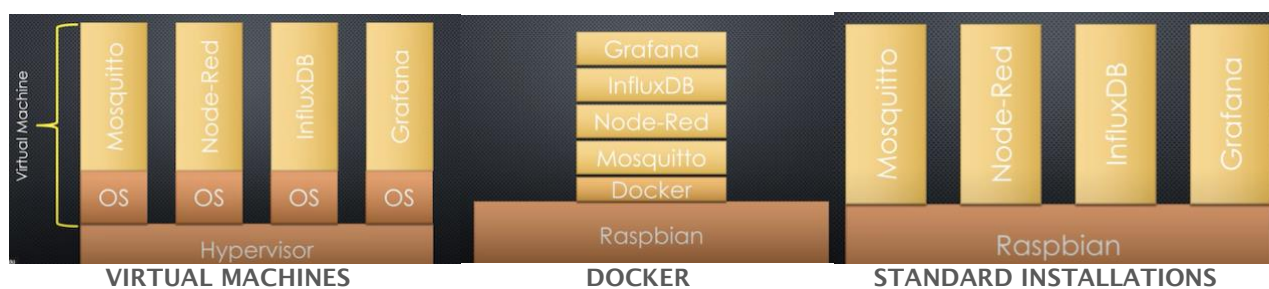 Virtual Machine
Mosquitto
Node-Red
InfluxDB
Grafana
OS
OS
OS
OS
Hypervisor
VIRTUAL MACHINES
Grafana
InfluxDB
Node-Red
Mosquitto
Docker
Raspbian
DOCKER
Mosquitto
Node-Red
InfluxDB
Grafana
Raspbian
STANDARD INSTALLATIONS